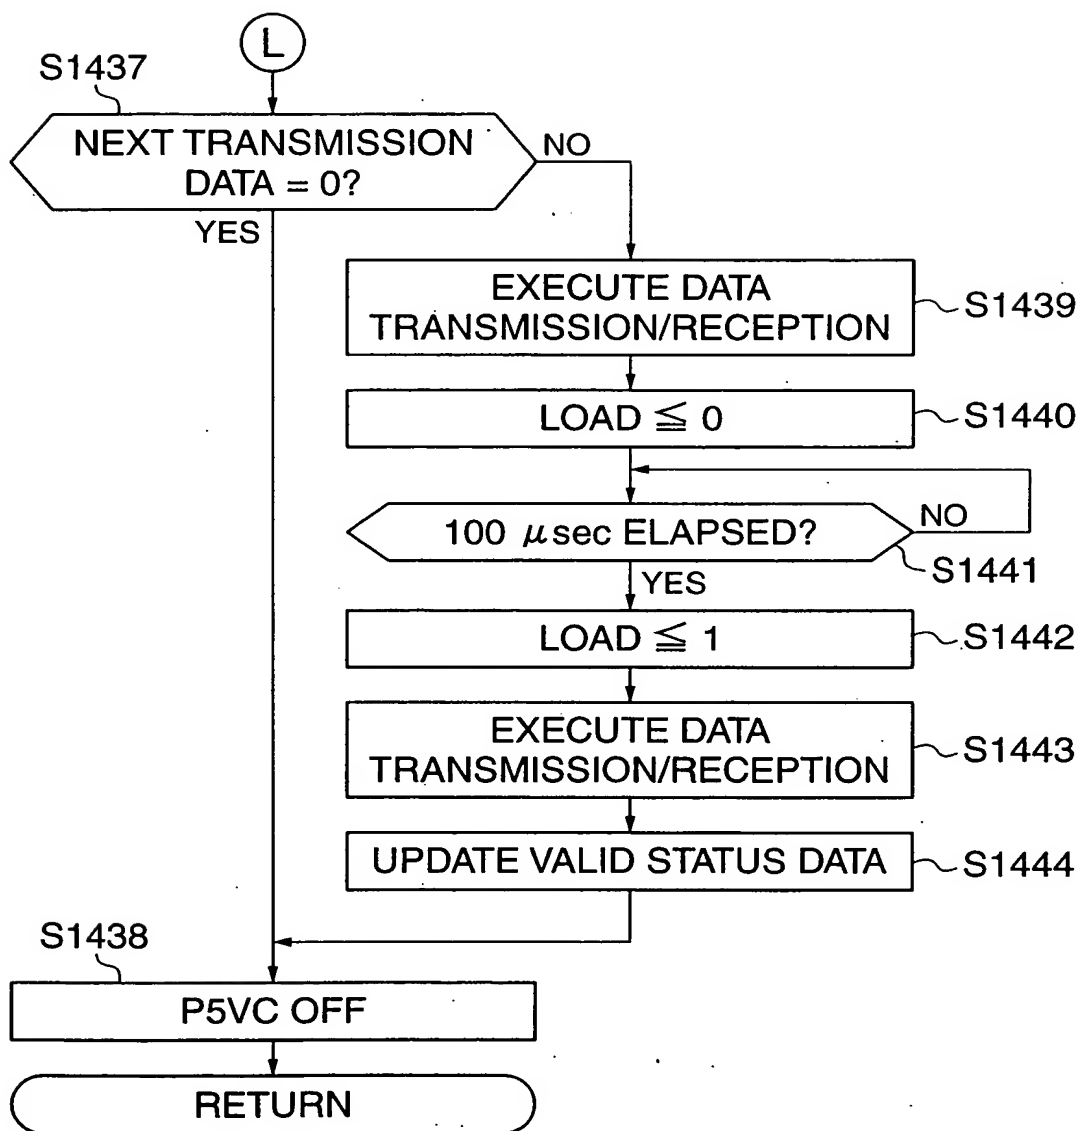 L
S1437
NEXT TRANSMISSION
DATA = 0?
NO
YES
EXECUTE DATA
TRANSMISSION/RECEPTION
S1439
LOAD ≦ 0
S1440
100 μsec ELAPSED?
NO
S1441
YES
LOAD ≦ 1
S1442
EXECUTE DATA
TRANSMISSION/RECEPTION
S1443
UPDATE VALID STATUS DATA
S1444
S1438
P5VC OFF
RETURN